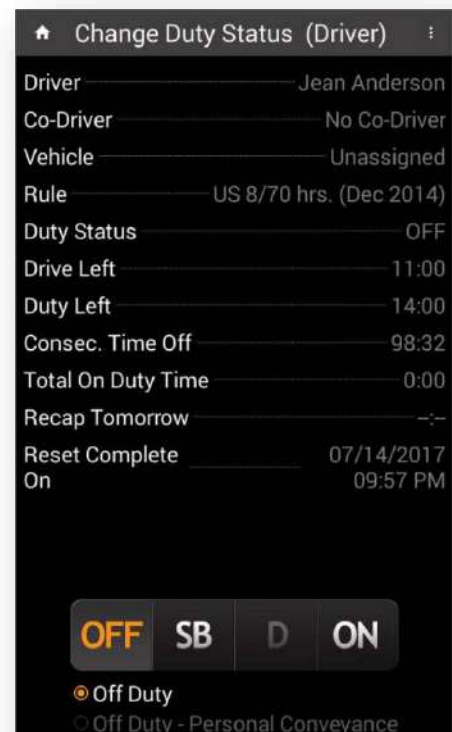 Change Duty Status (Driver)
Driver Jean Anderson
Co-Driver No Co-Driver
Vehicle Unassigned
Rule US 8/70 hrs. (Dec 2014)
Duty Status OFF
Drive Left 11:00
Duty Left 14:00
Consec. Time Off 98:32
Total On Duty Time 0:00
Recap Tomorrow --:--
Reset Complete 07/14/2017
On 09:57 PM
OFF SB D ON
Off Duty
Off Duty - Personal Conveyance